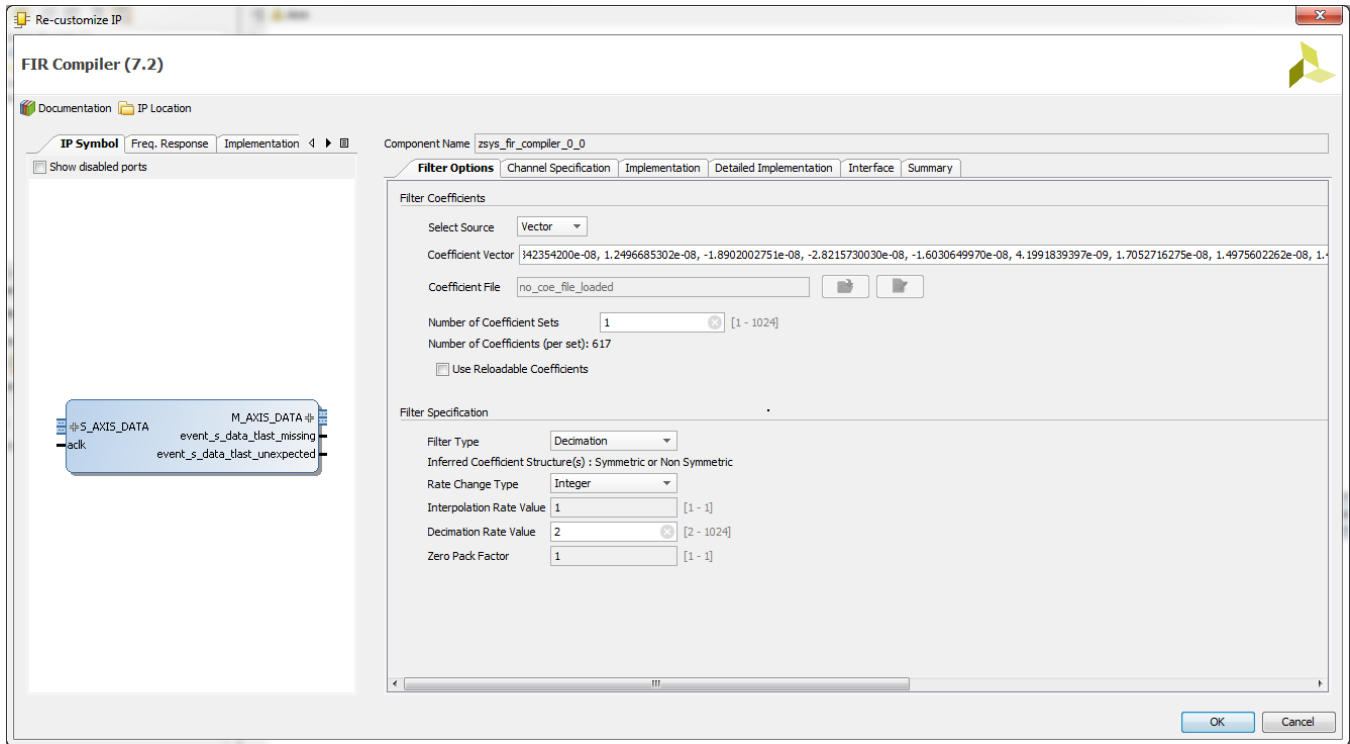 Re-customize IP
FIR Compiler (7.2)
Documentation IP Location
IP Symbol Freq. Response Implementation
Show disabled ports
S_AXIS_DATA
aclk
M_AXIS_DATA
event_s_data_tlast_missing
event_s_data_tlast_unexpected
Component Name zsys_fir_compiler_0_0
Filter Options Channel Specification Implementation Detailed Implementation Interface Summary
Filter Coefficients
Select Source Vector
Coefficient Vector 342354200e-08, 1.2496685302e-08, -1.8902002751e-08, -2.8215730030e-08, -1.6030649970e-08, 4.1991839397e-09, 1.7052716275e-08, 1.4975602262e-08, 1.4
Coefficient File no_coe_file_loaded
Number of Coefficient Sets 1 [1 - 1024]
Number of Coefficients (per set): 617
Use Reloadable Coefficients
Filter Specification
Filter Type Decimation
Inferred Coefficient Structure(s) : Symmetric or Non Symmetric
Rate Change Type Integer
Interpolation Rate Value 1 [1 - 1]
Decimation Rate Value 2 [2 - 1024]
Zero Pack Factor 1 [1 - 1]
OK Cancel